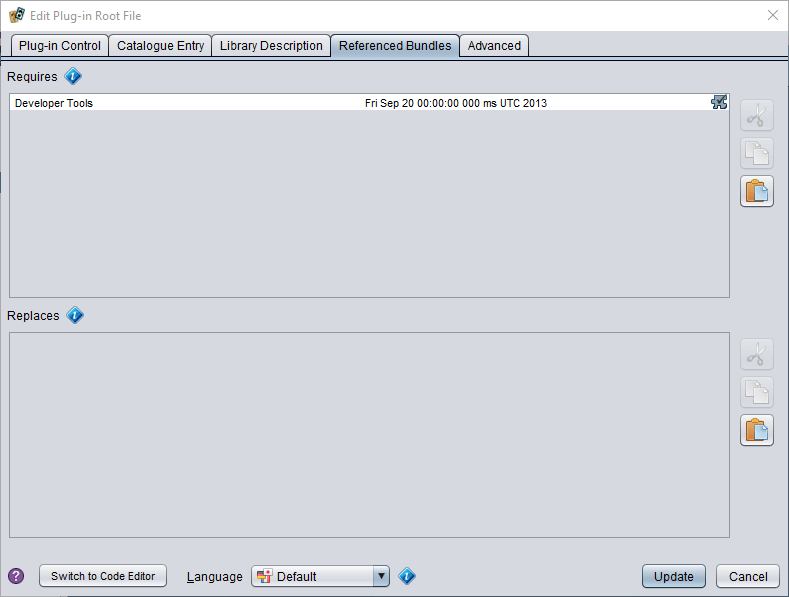 Edit Plug-in Root File
Plug-in Control Catalogue Entry Library Description Referenced Bundles Advanced
Requires
Developer Tools Fri Sep 20 00:00:00 000 ms UTC 2013
Replaces
Switch to Code Editor Language Default Update Cancel